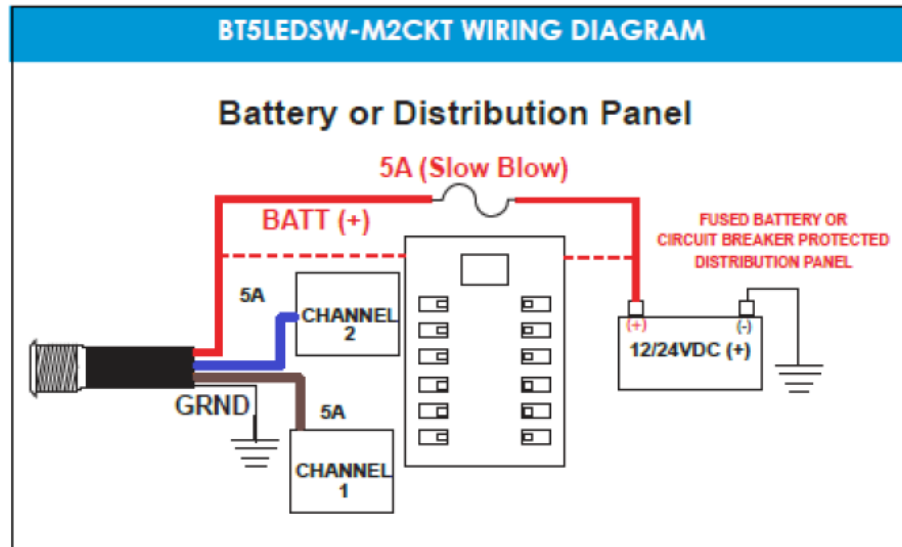 BT5LEDSW-M2CKT WIRING DIAGRAM
Battery or Distribution Panel
5A (Slow Blow)
BATT (+)
FUSED BATTERY OR
CIRCUIT BREAKER PROTECTED
DISTRIBUTION PANEL
5A
CHANNEL
2
(+)
(-)
12/24VDC (+)
GRND
5A
CHANNEL
1